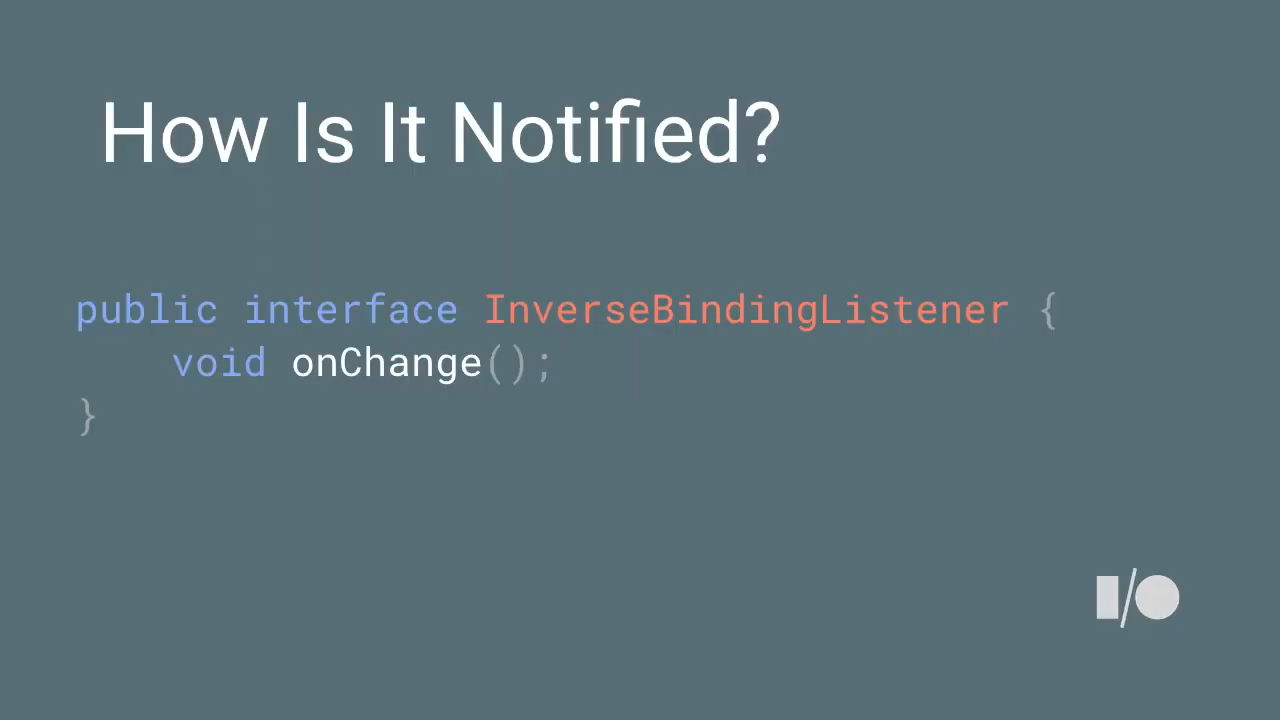 How Is It Notified?
public interface InverseBindingListener {
    void onChange();
}
I/O